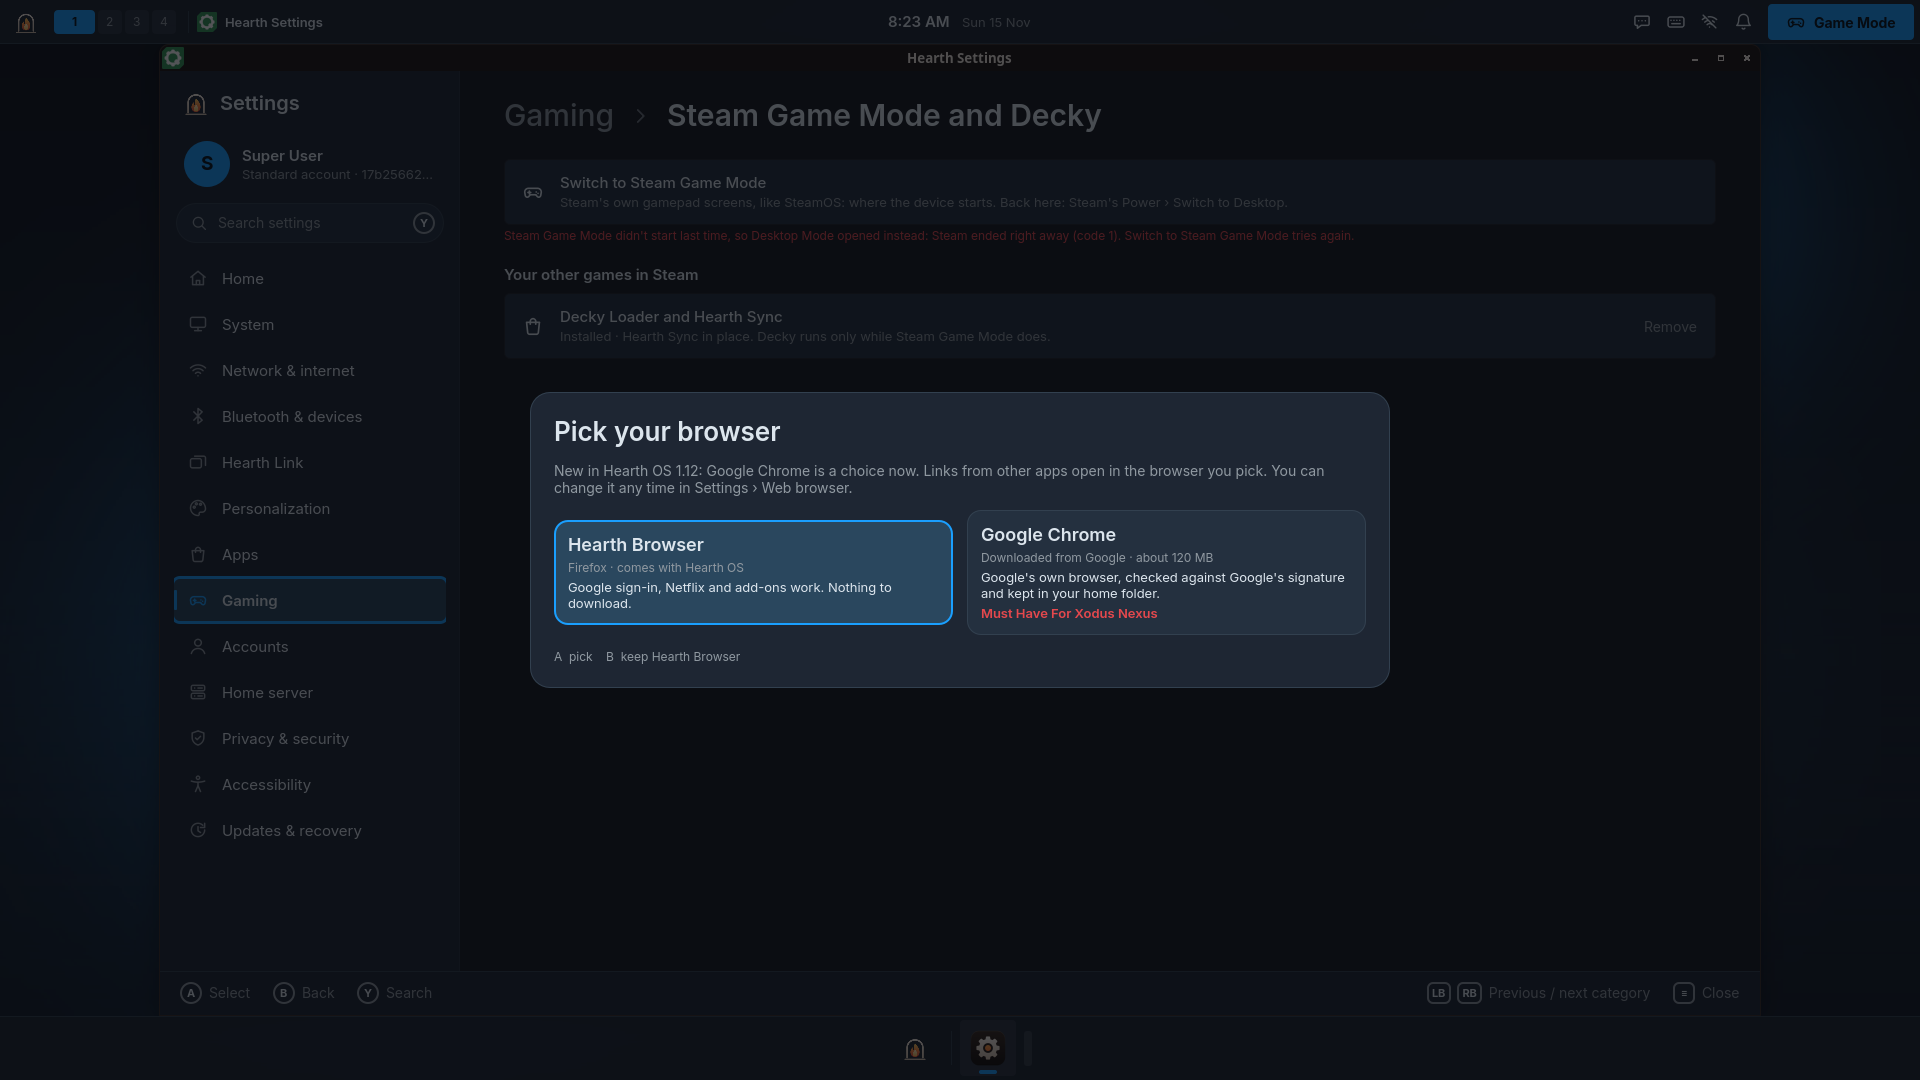 1 2 3 4 Hearth Settings 8:23 AM Sun 15 Nov Game Mode
Hearth Settings
Settings
S
Super User
Standard account · 17b25662...
Search settings Y
Home
System
Network & internet
Bluetooth & devices
Hearth Link
Personalization
Apps
Gaming
Accounts
Home server
Privacy & security
Accessibility
Updates & recovery
Gaming › Steam Game Mode and Decky
Switch to Steam Game Mode
Steam's own gamepad screens, like SteamOS: where the device starts. Back here: Steam's Power › Switch to Desktop.
Steam Game Mode didn't start last time, so Desktop Mode opened instead: Steam ended right away (code 1). Switch to Steam Game Mode tries again.
Your other games in Steam
Decky Loader and Hearth Sync
Installed · Hearth Sync in place. Decky runs only while Steam Game Mode does.
Remove
Pick your browser
New in Hearth OS 1.12: Google Chrome is a choice now. Links from other apps open in the browser you pick. You can
change it any time in Settings › Web browser.
Hearth Browser
Firefox · comes with Hearth OS
Google sign-in, Netflix and add-ons work. Nothing to
download.
Google Chrome
Downloaded from Google · about 120 MB
Google's own browser, checked against Google's signature
and kept in your home folder.
Must Have For Xodus Nexus
A pick B keep Hearth Browser
A Select B Back Y Search LB RB Previous / next category ≡ Close